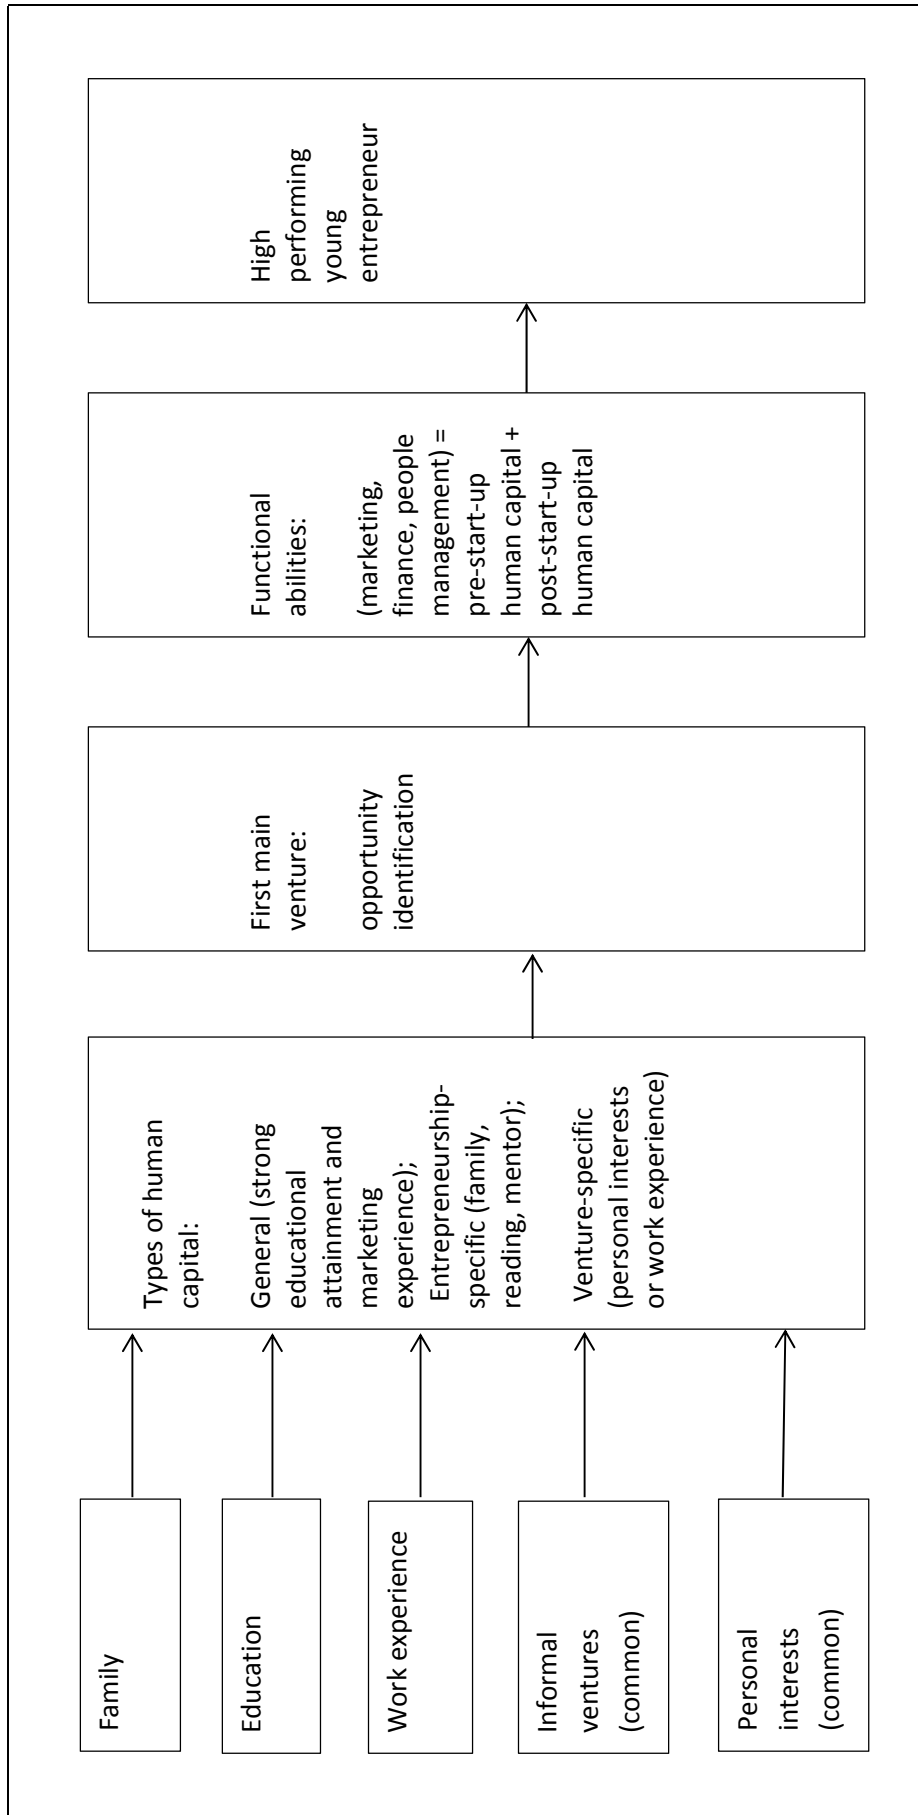 Family
Education
Work experience
Informal
ventures
(common)
Personal
interests
(common)
Types of human
capital:
General (strong
educational
attainment and
marketing
experience);
Entrepreneurship-
specific (family,
reading, mentor);
Venture-specific
(personal interests
or work experience)
First main
venture:
opportunity
identification
Functional
abilities:
(marketing,
finance, people
management) =
pre-start-up
human capital +
post-start-up
human capital
High
performing
young
entrepreneur